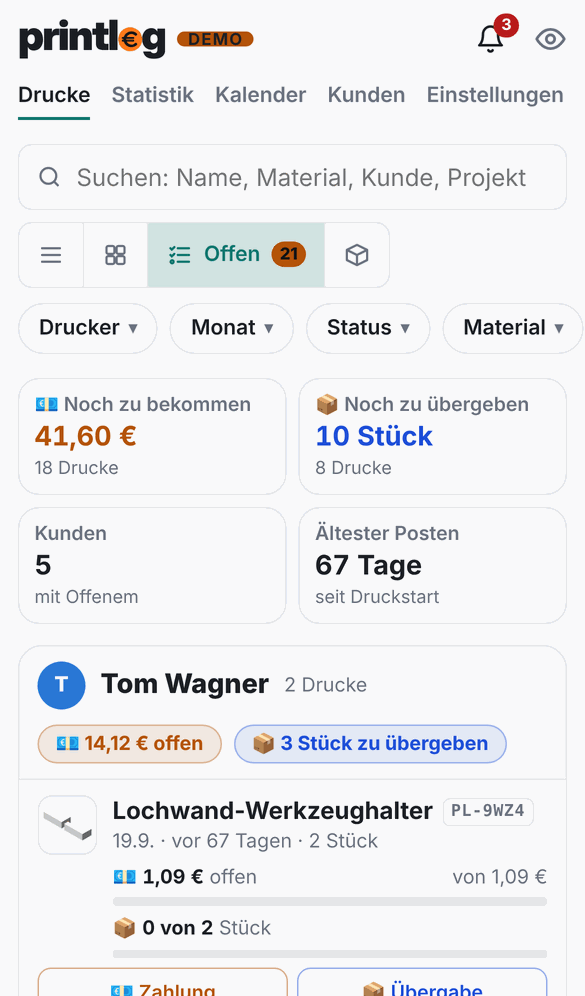 printl€g DEMO 3
Drucke Statistik Kalender Kunden Einstellungen
Suchen: Name, Material, Kunde, Projekt
Offen 21
Drucker ▾ Monat ▾ Status ▾ Material ▾
💶 Noch zu bekommen
41,60 €
18 Drucke
📦 Noch zu übergeben
10 Stück
8 Drucke
Kunden
5
mit Offenem
Ältester Posten
67 Tage
seit Druckstart
T Tom Wagner 2 Drucke
💶 14,12 € offen 📦 3 Stück zu übergeben
Lochwand-Werkzeughalter PL-9WZ4
19.9. · vor 67 Tagen · 2 Stück
💶 1,09 € offen von 1,09 €
📦 0 von 2 Stück
💶 Zahlung 📦 Übergabe